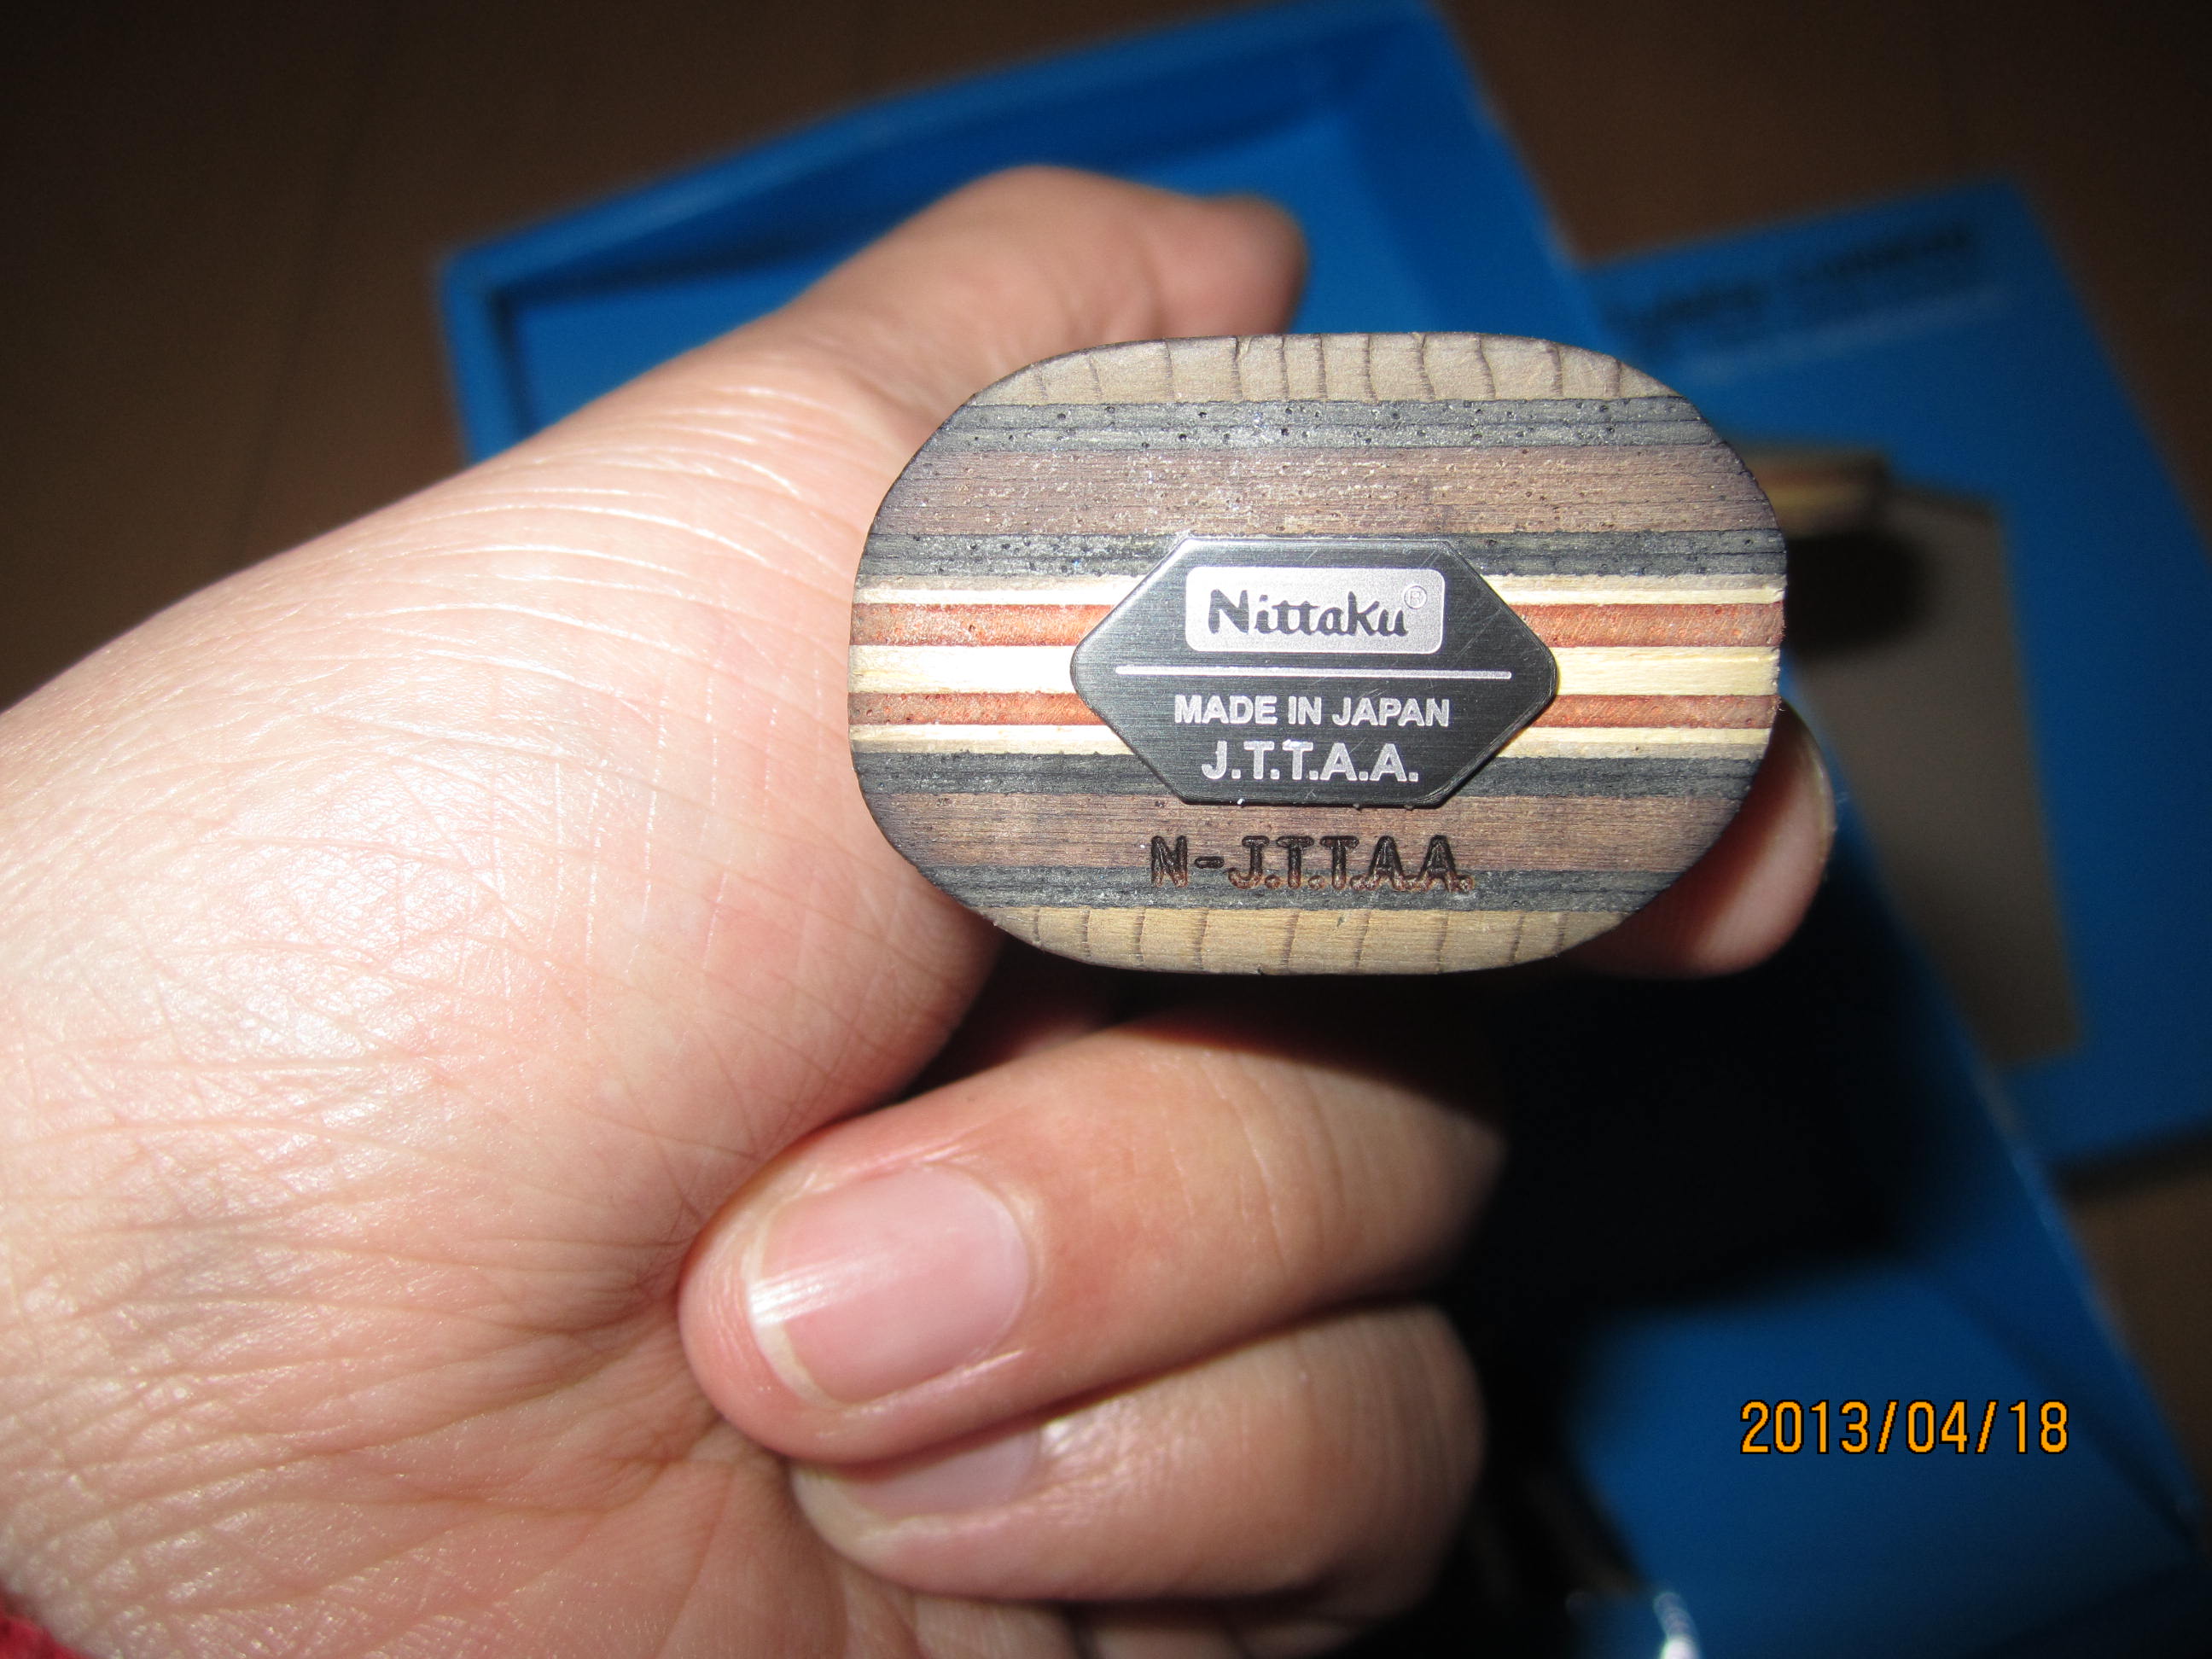 Nittaku®
MADE IN JAPAN
J.T.T.A.A.
N-J.T.T.A.A.
2013/04/18